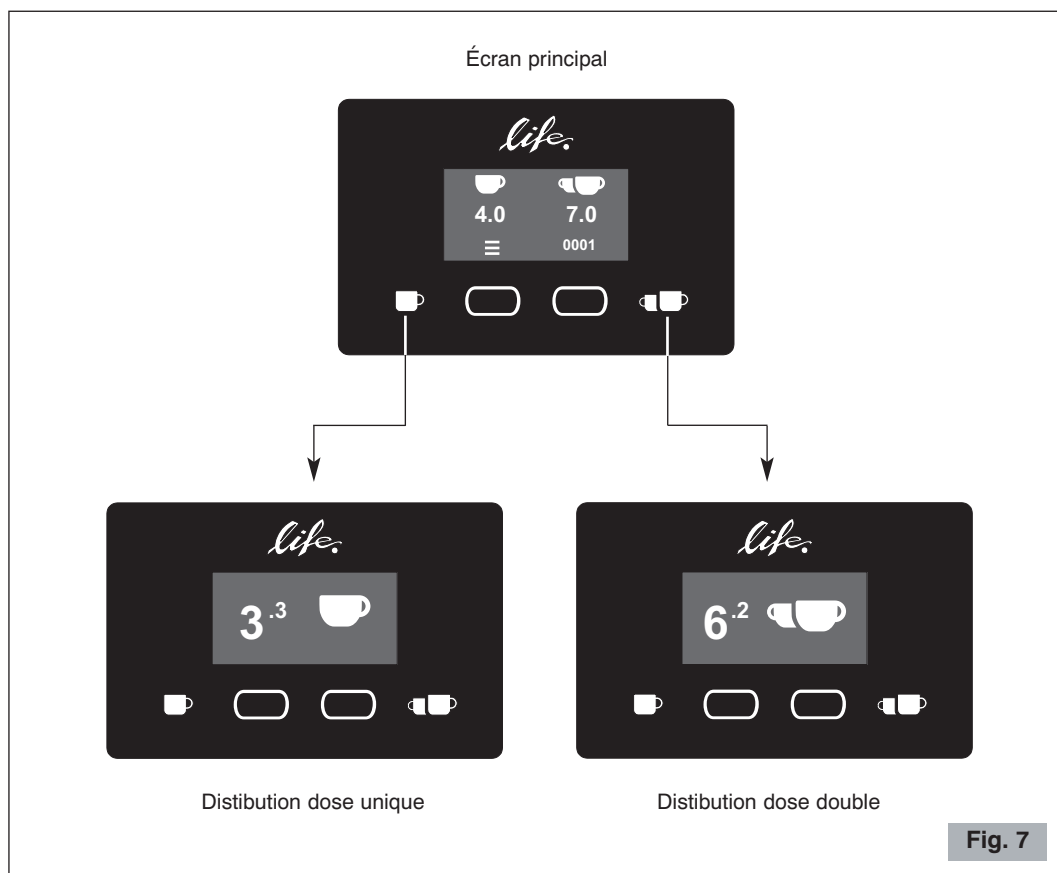 Écran principal
life.
4.0 7.0
0001
life.
3.3
life.
6.2
Distibution dose unique
Distibution dose double
Fig. 7